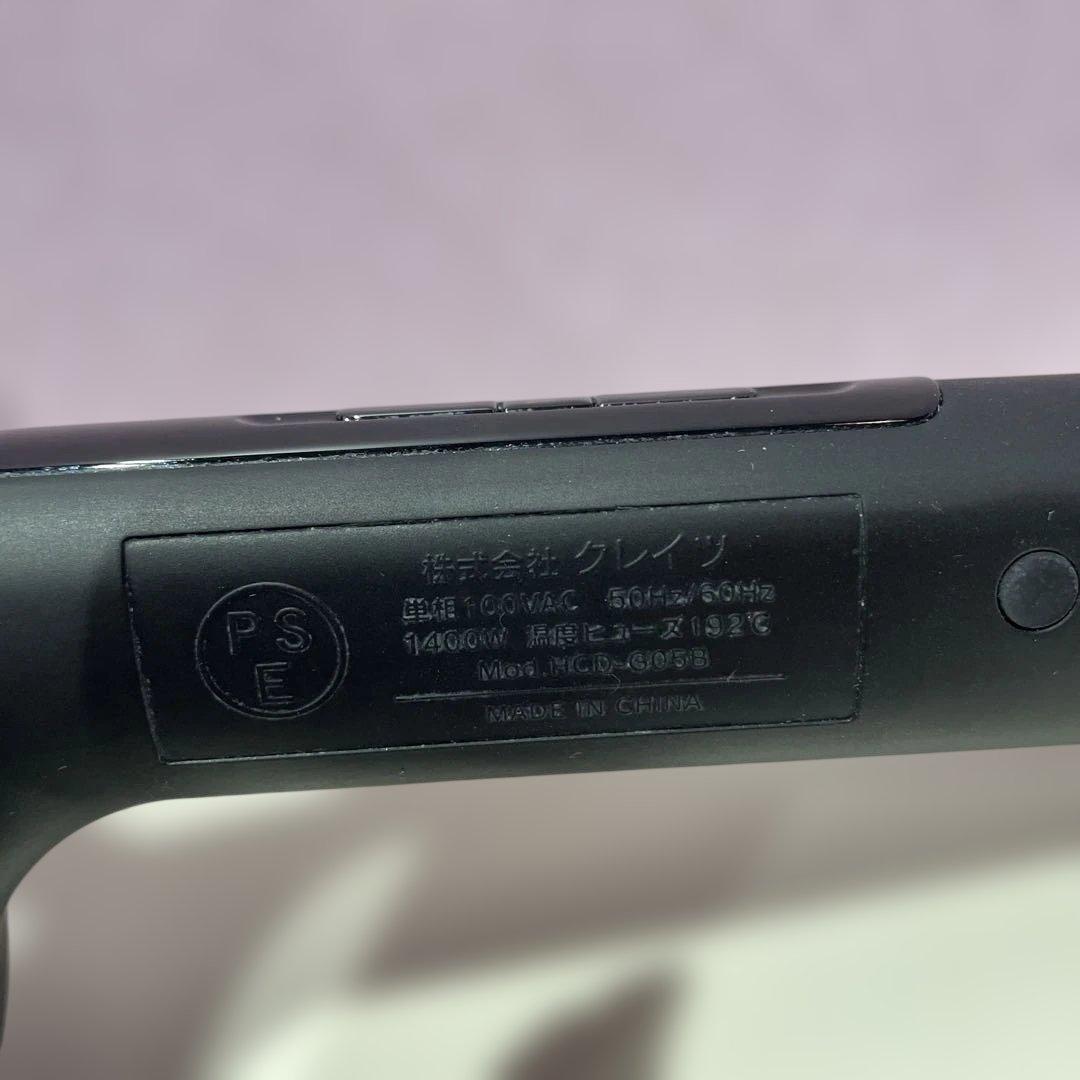 PS
E
株式会社 クレイツ
単相100VAC 50Hz/60Hz
1400W 温度ヒューズ192℃
Mod.HCD-G05B
MADE IN CHINA